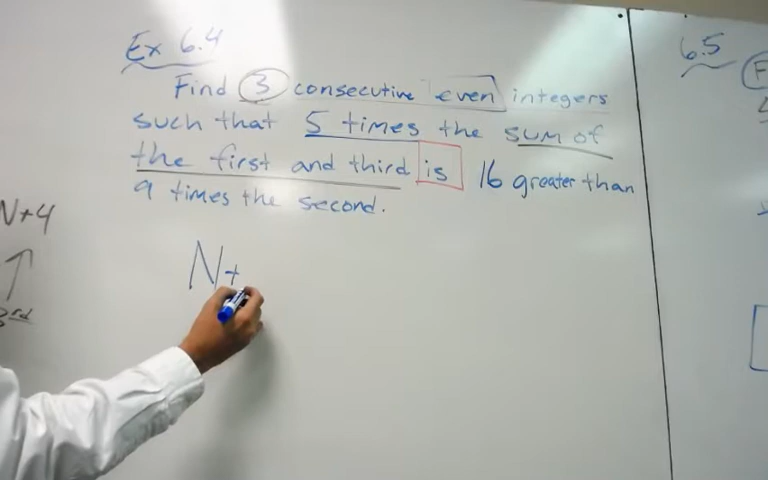 Ex 6.4
Find 3 consecutive even integers
such that 5 times the sum of
the first and third is 16 greater than
9 times the second.
N+
N+4
3rd
6.5